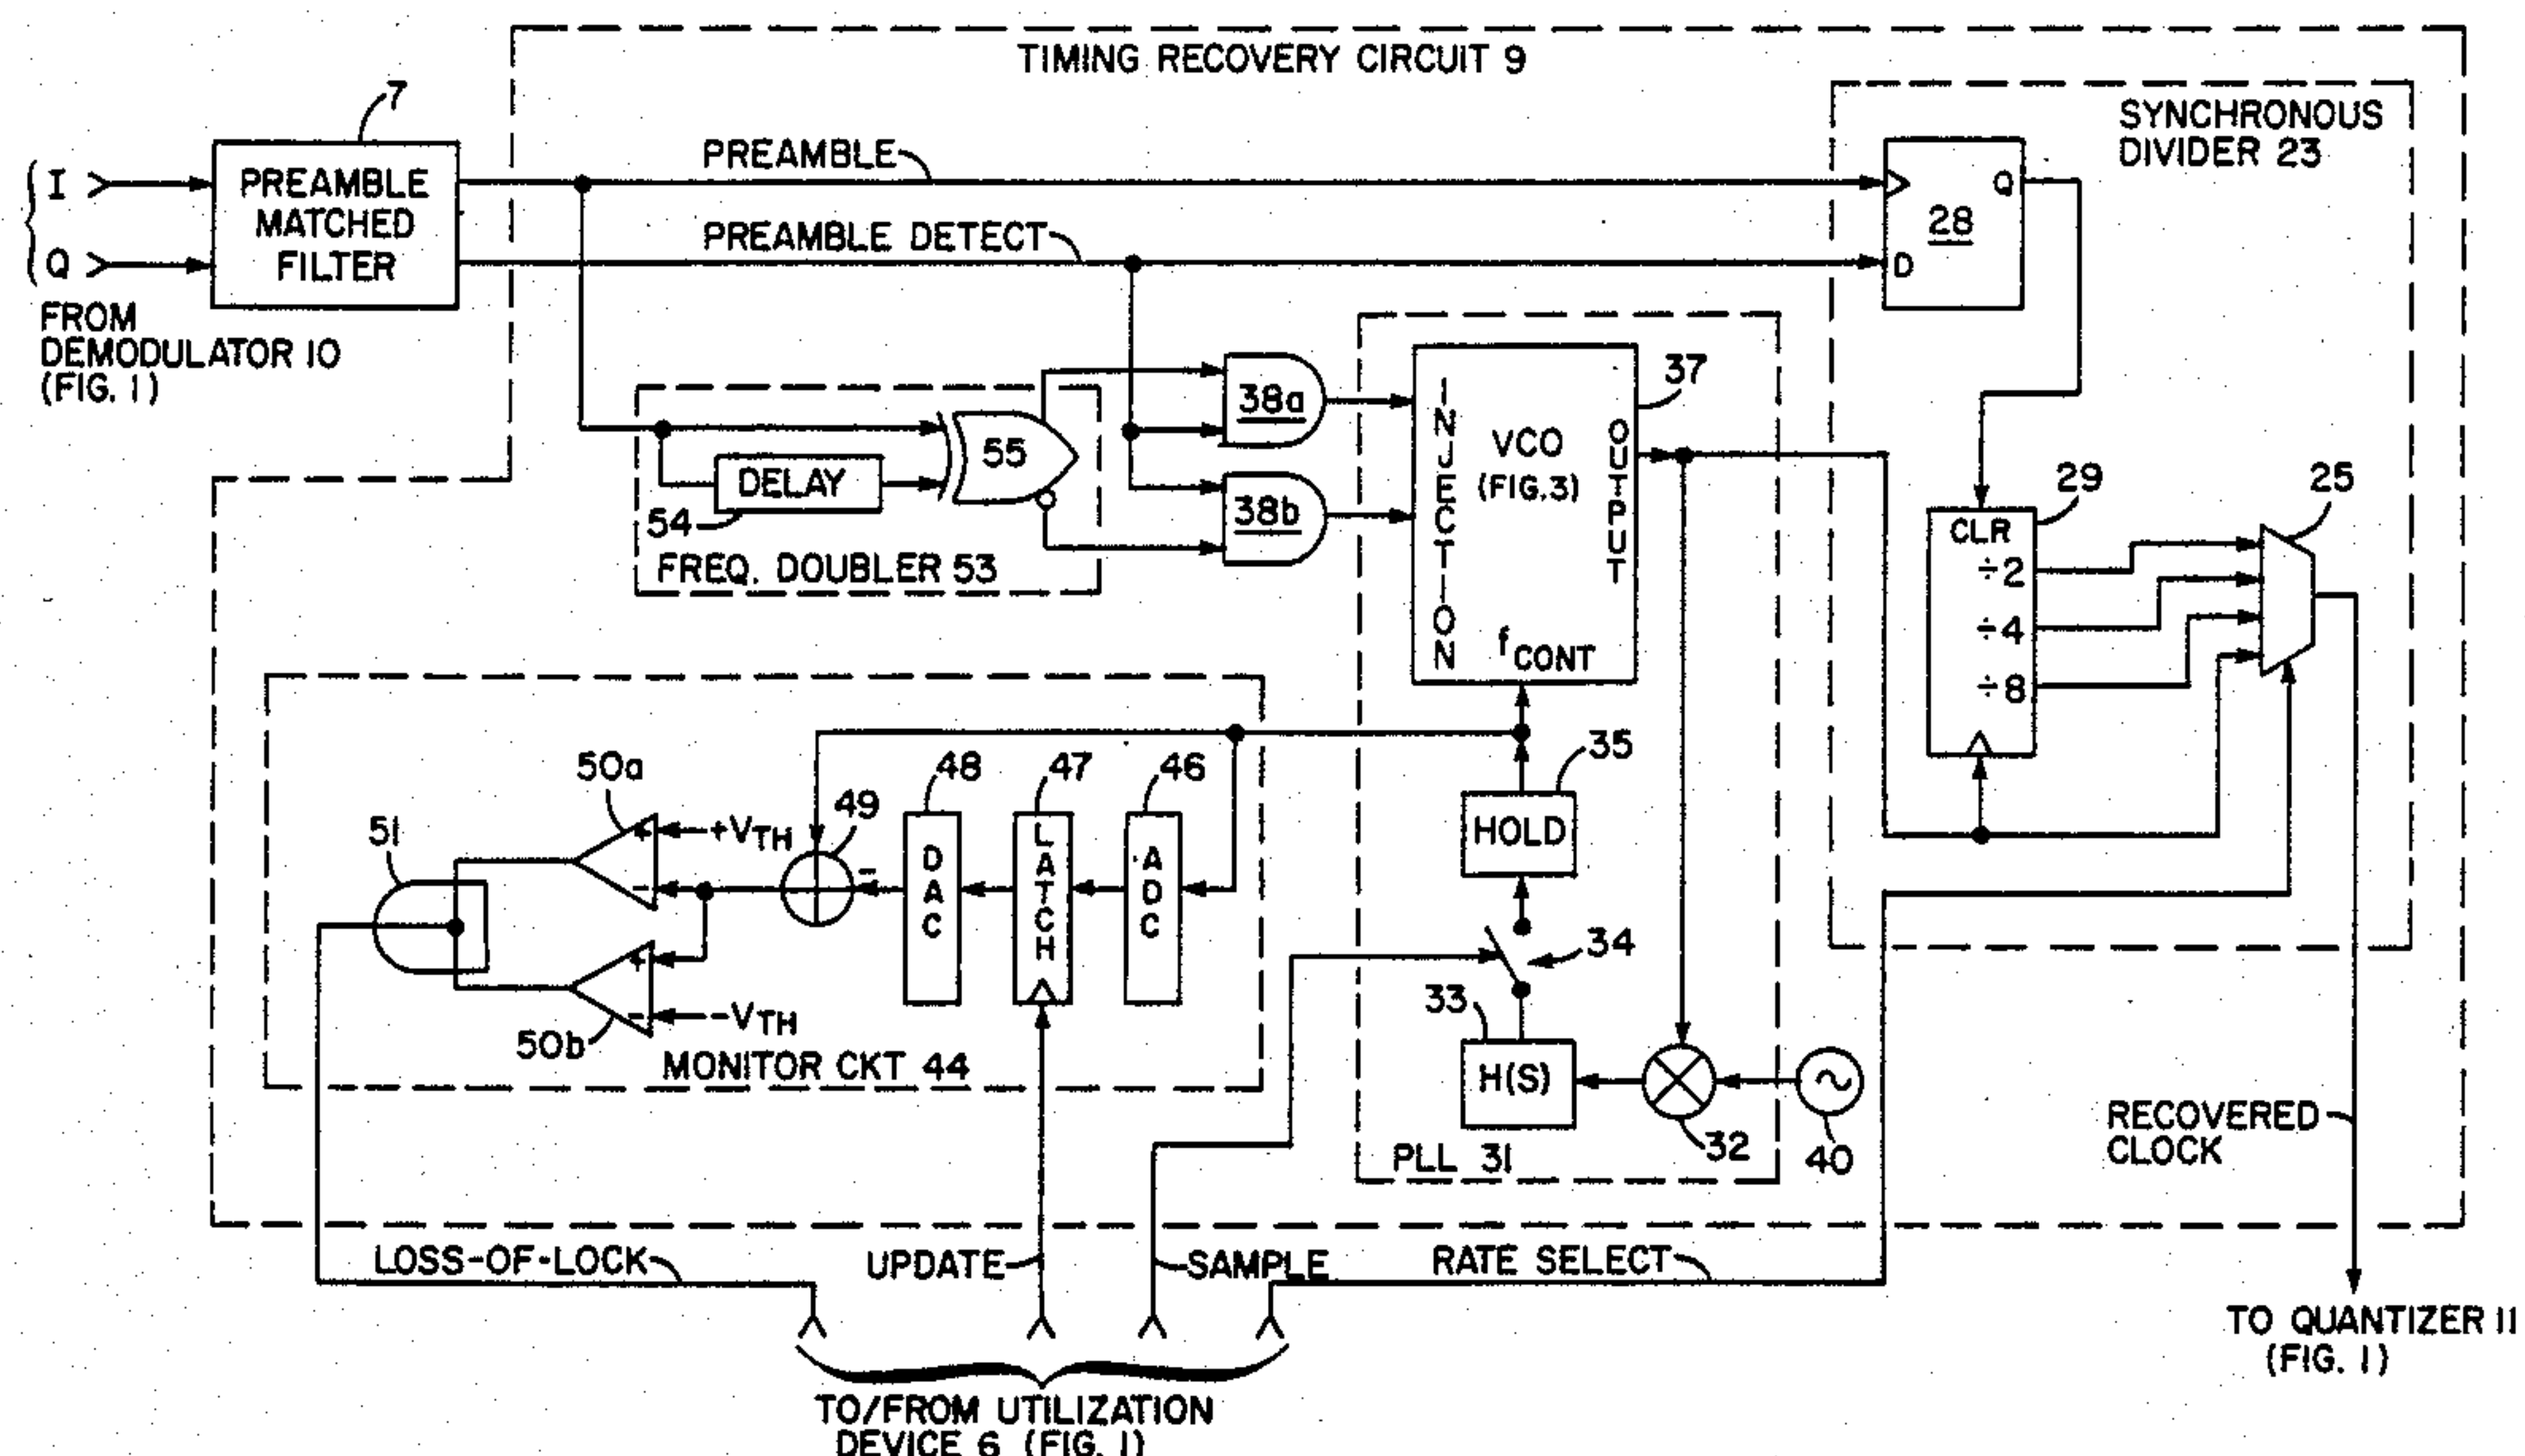 TIMING RECOVERY CIRCUIT 9
SYNCHRONOUS
DIVIDER 23
7
I
Q
PREAMBLE
MATCHED
FILTER
FROM
DEMODULATOR 10
(FIG. 1)
PREAMBLE
PREAMBLE DETECT
28
Q
D
38a
38b
55
DELAY
54
FREQ. DOUBLER 53
INJECTION
VCO
(FIG.3)
OUTPUT
fCONT
37
29
CLR
÷2
÷4
÷8
25
35
HOLD
34
33
H(S)
32
40
PLL 31
50a
+VTH
+
-
51
50b
+
-
-VTH
49
-
48
DAC
47
LATCH
46
ADC
MONITOR CKT 44
RECOVERED
CLOCK
LOSS-OF-LOCK
UPDATE
SAMPLE
RATE SELECT
TO QUANTIZER 11
(FIG. 1)
TO/FROM UTILIZATION
DEVICE 6 (FIG. 1)